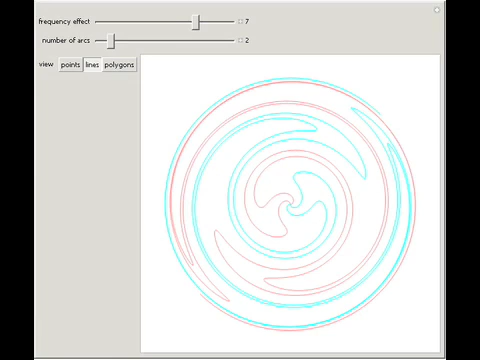 frequency effect 7
number of arcs 2
view points lines polygons